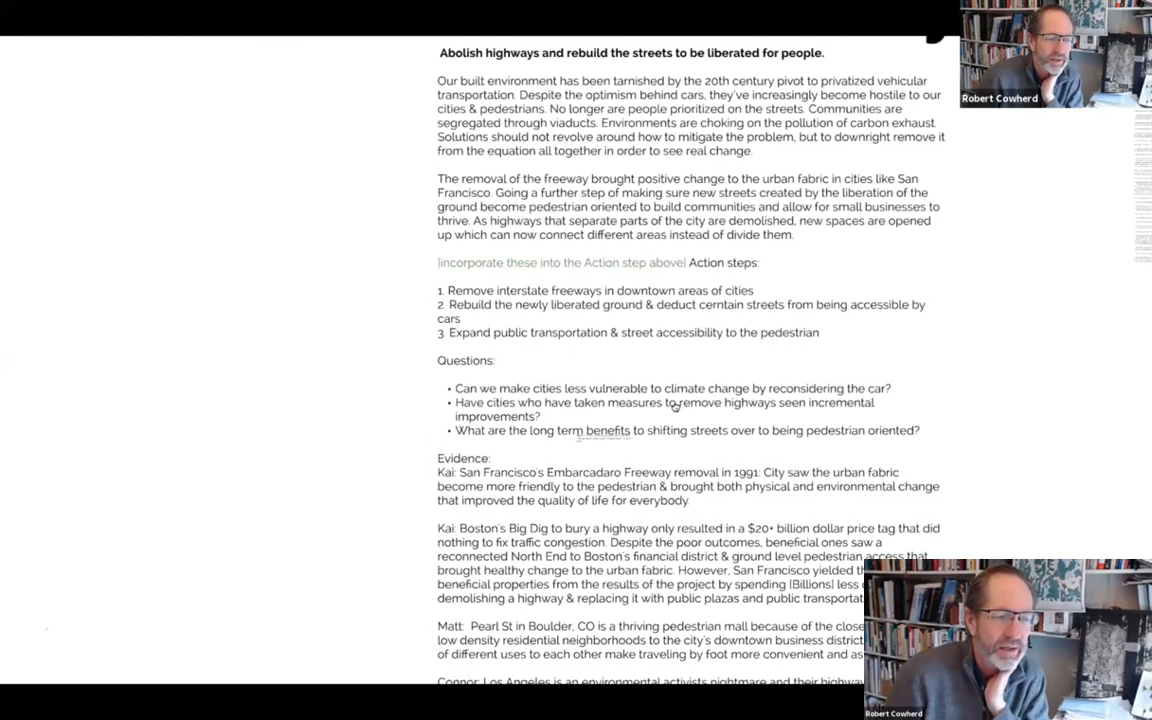 Abolish highways and rebuild the streets to be liberated for people.
Our built environment has been tarnished by the 20th century pivot to privatized vehicular
transportation. Despite the optimism behind cars, they've increasingly become hostile to our
cities & pedestrians. No longer are people prioritized on the streets. Communities are
segregated through viaducts. Environments are choking on the pollution of carbon exhaust.
Solutions should not revolve around how to mitigate the problem, but to downright remove it
from the equation all together in order to see real change.
The removal of the freeway brought positive change to the urban fabric in cities like San
Francisco. Going a further step of making sure new streets created by the liberation of the
ground become pedestrian oriented to build communities and allow for small businesses to
thrive. As highways that separate parts of the city are demolished, new spaces are opened
up which can now connect different areas instead of divide them.
[incorporate these into the Action step above] Action steps:
1. Remove interstate freeways in downtown areas of cities
2. Rebuild the newly liberated ground & deduct cerntain streets from being accessible by
cars
3. Expand public transportation & street accessibility to the pedestrian
Questions:
• Can we make cities less vulnerable to climate change by reconsidering the car?
• Have cities who have taken measures to remove highways seen incremental
improvements?
• What are the long term benefits to shifting streets over to being pedestrian oriented?
Evidence:
Kai: San Francisco's Embarcadaro Freeway removal in 1991: City saw the urban fabric
become more friendly to the pedestrian & brought both physical and environmental change
that improved the quality of life for everybody.
Kai: Boston's Big Dig to bury a highway only resulted in a $20+ billion dollar price tag that did
nothing to fix traffic congestion. Despite the poor outcomes, beneficial ones saw a
reconnected North End to Boston's financial district & ground level pedestrian access that
brought healthy change to the urban fabric. However, San Francisco yielded
beneficial properties from the results of the project by spending [Billions] less
demolishing a highway & replacing it with public plazas and public
Matt: Pearl St in Boulder, CO is a thriving pedestrian mall because of the close
low density residential neighborhoods to the city's downtown business district
of different uses to each other make traveling by foot more convenient and
Connor: Los Angeles is an environmental activists nightmare and their
Robert Cowherd
Robert Cowherd